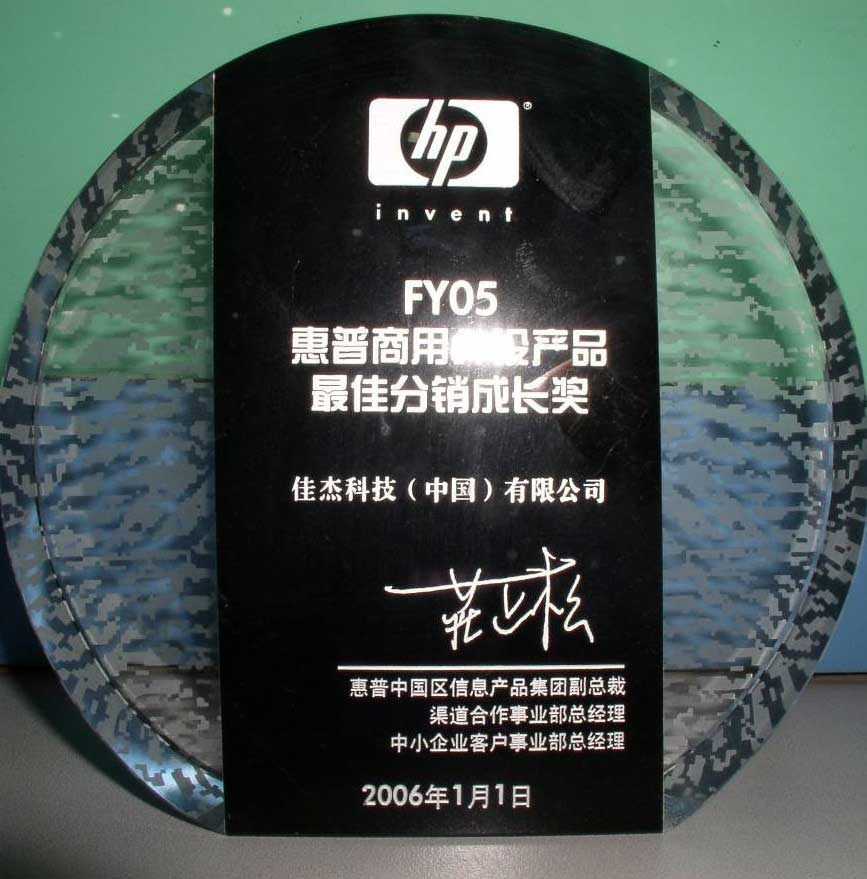 hp®
invent
FY05
惠普商用 产品
最佳分销成长奖
佳杰科技（中国）有限公司
惠普中国区信息产品集团副总裁
渠道合作事业部总经理
中小企业客户事业部总经理
2006年1月1日